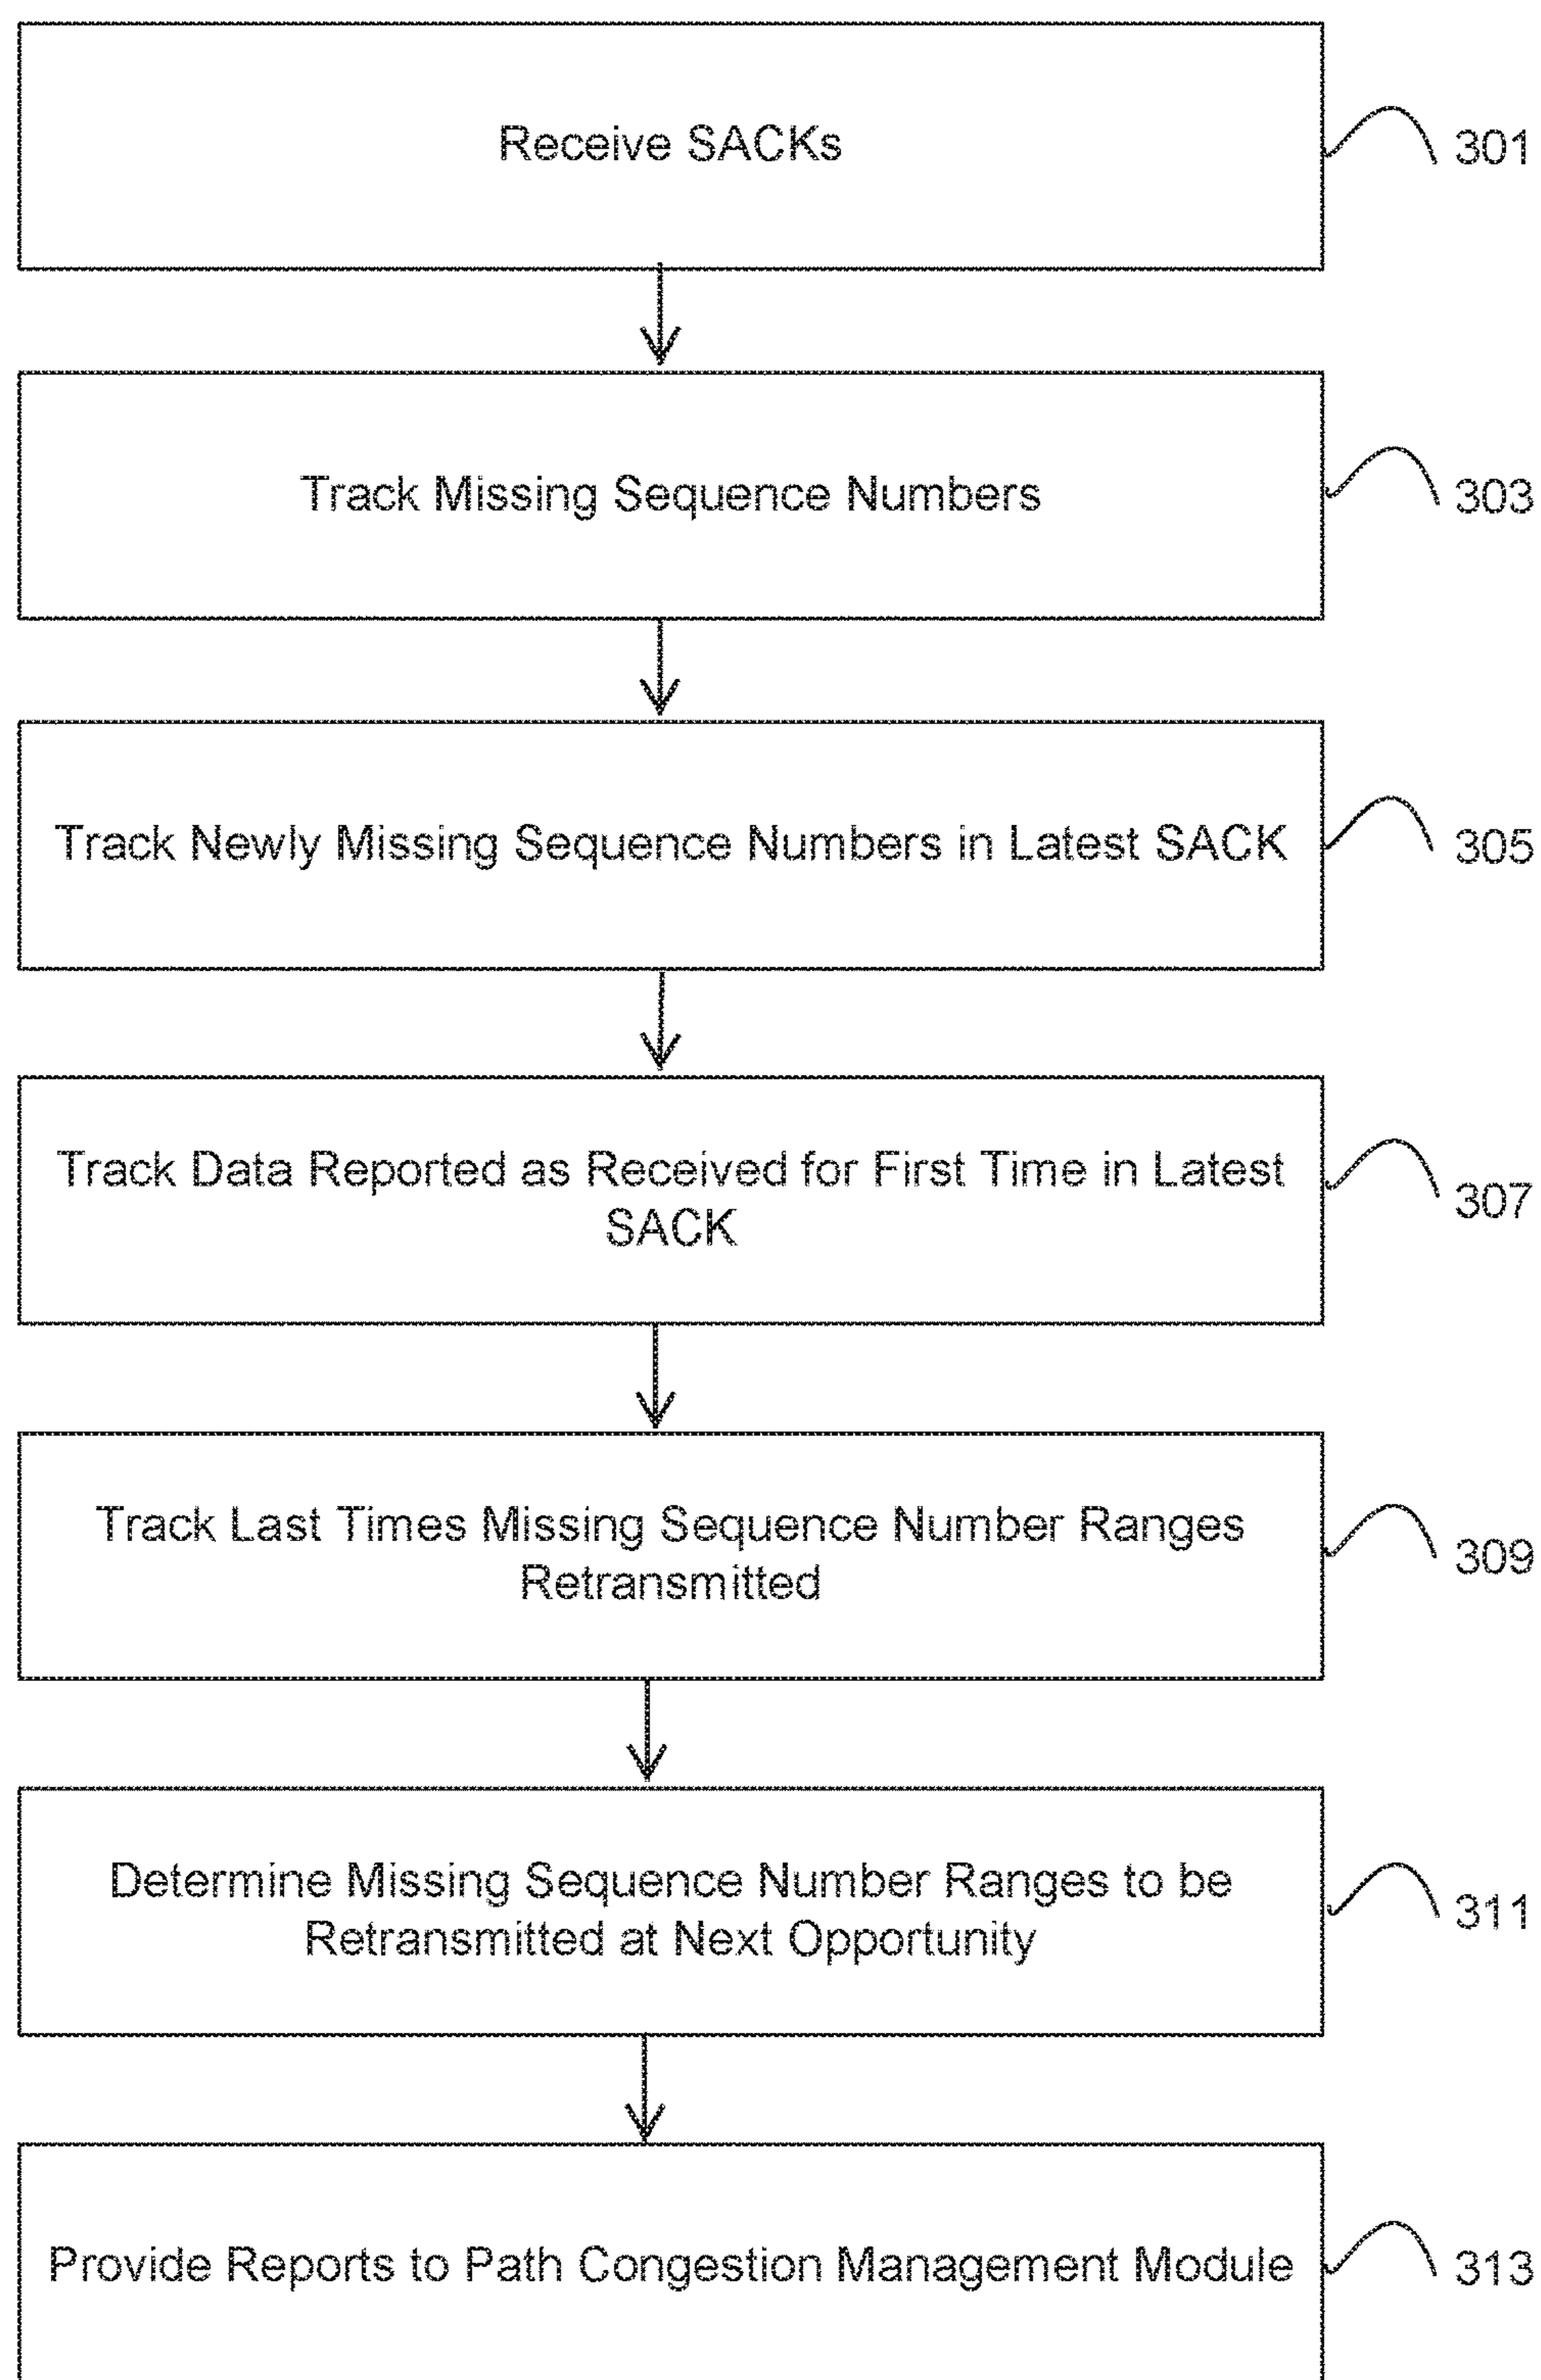 Receive SACKs
301
Track Missing Sequence Numbers
303
Track Newly Missing Sequence Numbers in Latest SACK
305
Track Data Reported as Received for First Time in Latest
SACK
307
Track Last Times Missing Sequence Number Ranges
Retransmitted
309
Determine Missing Sequence Number Ranges to be
Retransmitted at Next Opportunity
311
Provide Reports to Path Congestion Management Module
313